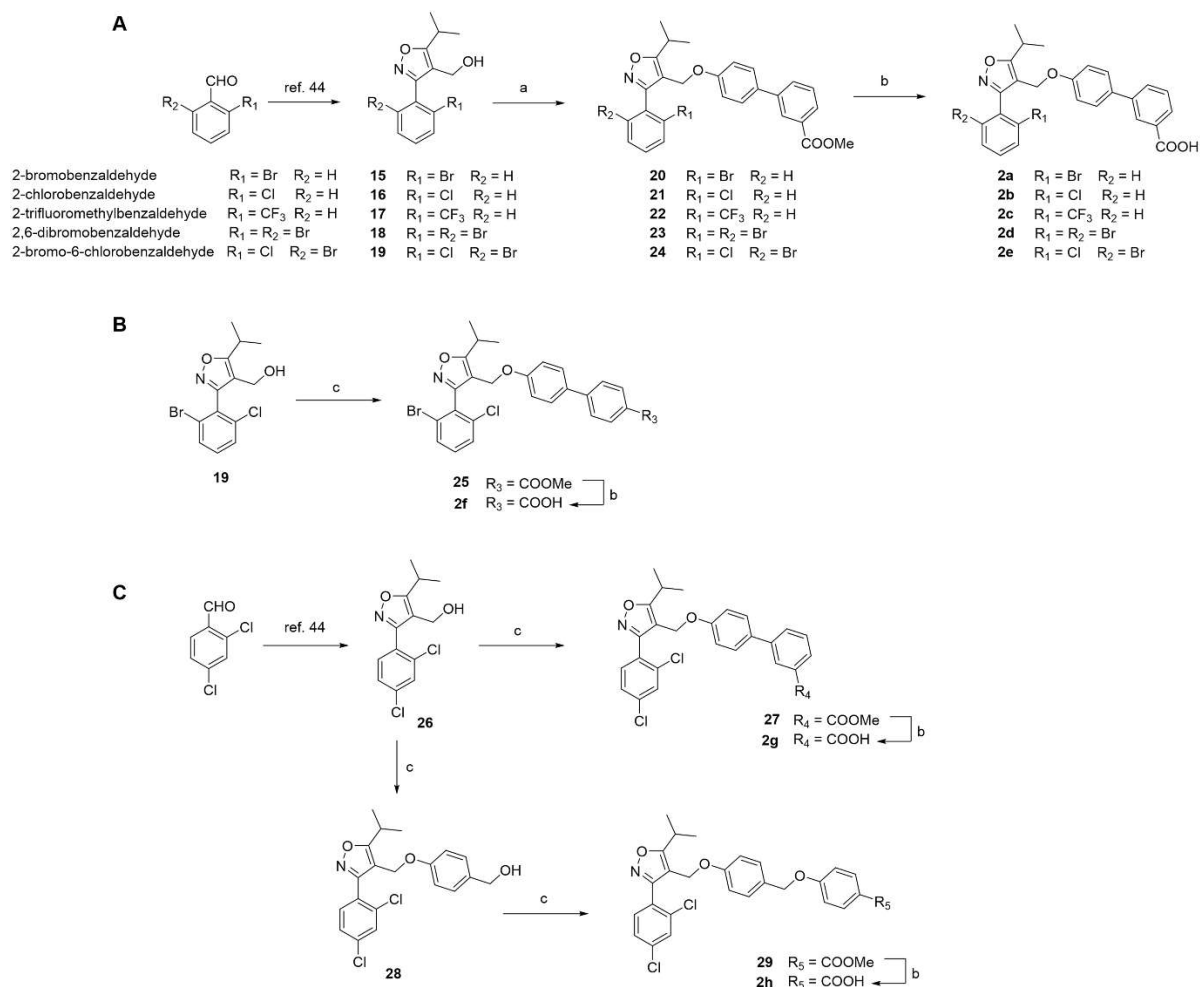 A
CHO
R2 R1
ref. 44
O
N
OH
R2 R1
a
O
N
O
R2 R1
COOMe
b
O
N
O
R2 R1
COOH
2-bromobenzaldehyde R1 = Br R2 = H 15 R1 = Br R2 = H 20 R1 = Br R2 = H 2a R1 = Br R2 = H
2-chlorobenzaldehyde R1 = Cl R2 = H 16 R1 = Cl R2 = H 21 R1 = Cl R2 = H 2b R1 = Cl R2 = H
2-trifluoromethylbenzaldehyde R1 = CF3 R2 = H 17 R1 = CF3 R2 = H 22 R1 = CF3 R2 = H 2c R1 = CF3 R2 = H
2,6-dibromobenzaldehyde R1 = R2 = Br 18 R1 = R2 = Br 23 R1 = R2 = Br 2d R1 = R2 = Br
2-bromo-6-chlorobenzaldehyde R1 = Cl R2 = Br 19 R1 = Cl R2 = Br 24 R1 = Cl R2 = Br 2e R1 = Cl R2 = Br
B
O
N
OH
Br Cl
19
c
O
N
O
Br Cl
R3
25 R3 = COOMe
2f R3 = COOH
b
C
CHO
Cl
Cl
ref. 44
O
N
OH
Cl
Cl
26
c
O
N
O
Cl
Cl
R4
27 R4 = COOMe
2g R4 = COOH
b
c
O
N
O
OH
Cl
Cl
28
c
O
N
O
O
Cl
Cl
R5
29 R5 = COOMe
2h R5 = COOH
b